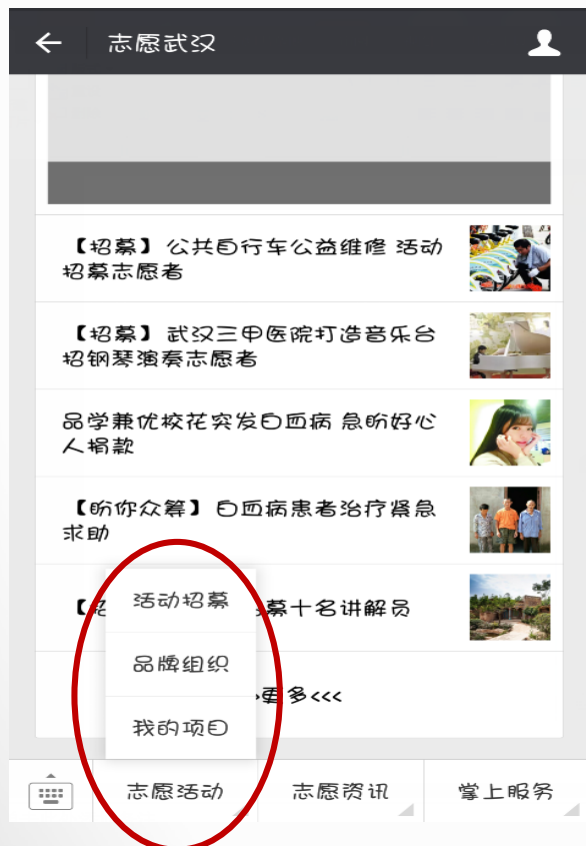 志愿武汉
【招募】公共自行车公益维修 活动
招募志愿者
【招募】武汉三甲医院打造音乐台
招钢琴演奏志愿者
品学兼优校花突发白血病 急盼好心
人捐款
【盼你众筹】白血病患者治疗紧急
求助
募十名讲解员
更多<<<
活动招募
品牌组织
我的项目
志愿活动 志愿资讯 掌上服务